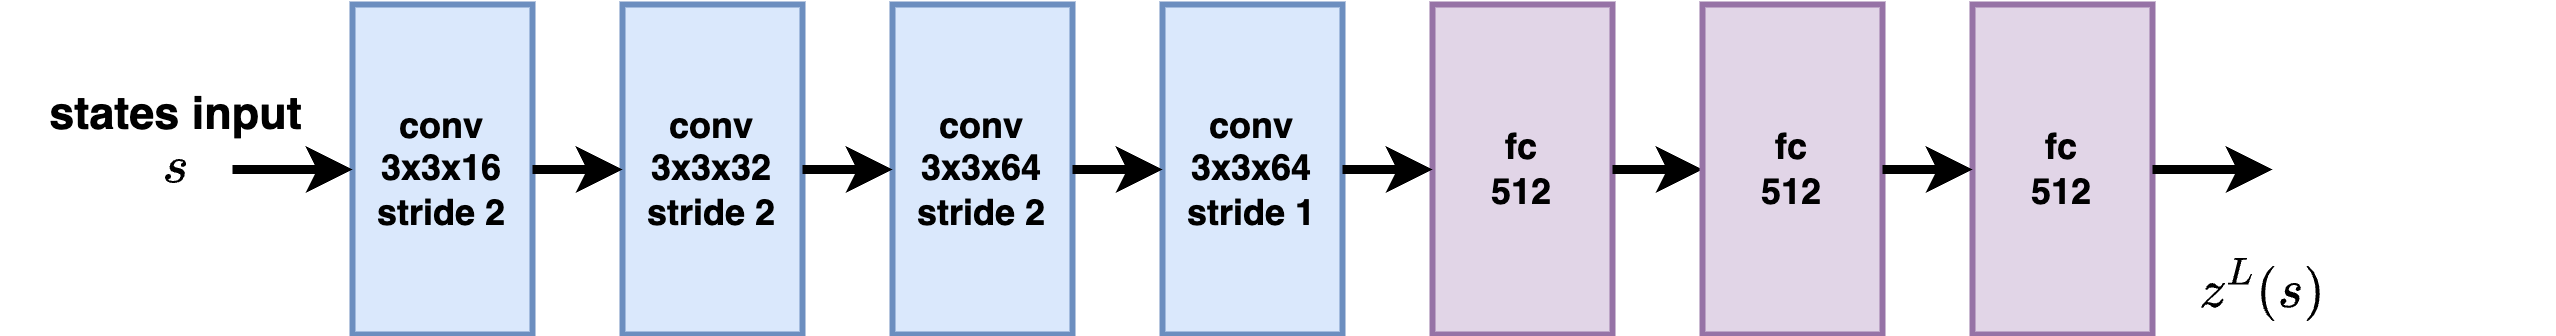 states input
s
conv
3x3x16
stride 2
conv
3x3x32
stride 2
conv
3x3x64
stride 2
conv
3x3x64
stride 1
fc
512
fc
512
fc
512
z^L(s)